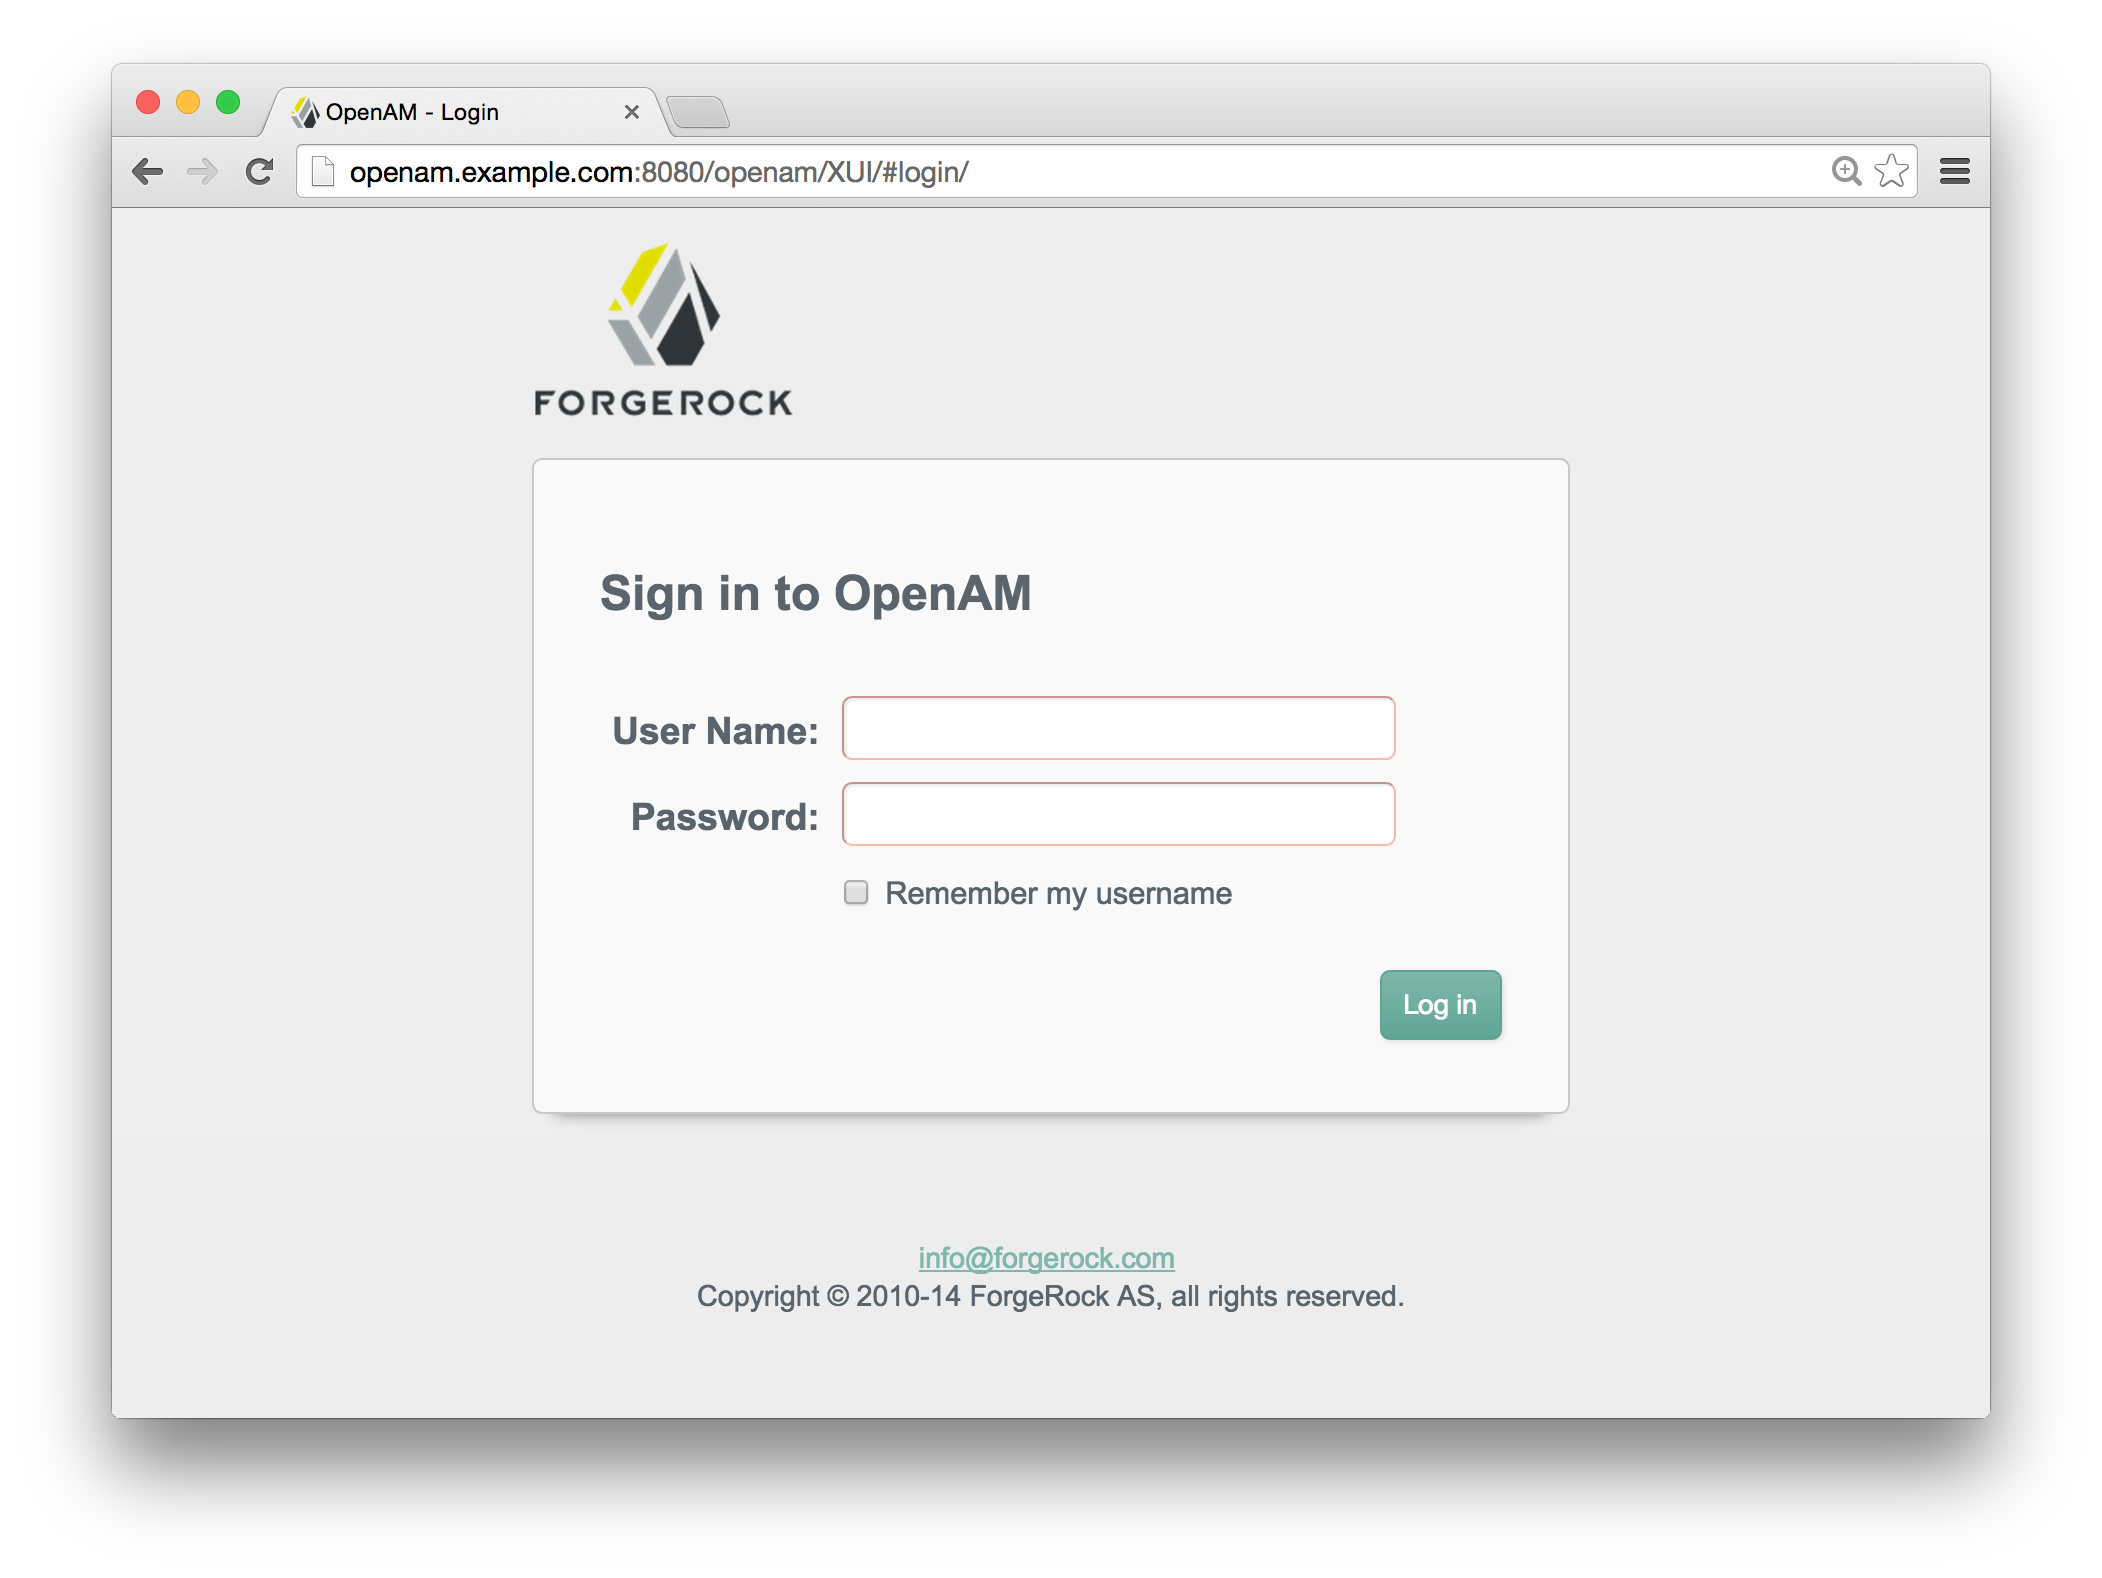 OpenAM - Login
openam.example.com:8080/openam/XUI/#login/
FORGEROCK
Sign in to OpenAM
User Name:
Password:
Remember my username
Log in
info@forgerock.com
Copyright © 2010-14 ForgeRock AS, all rights reserved.